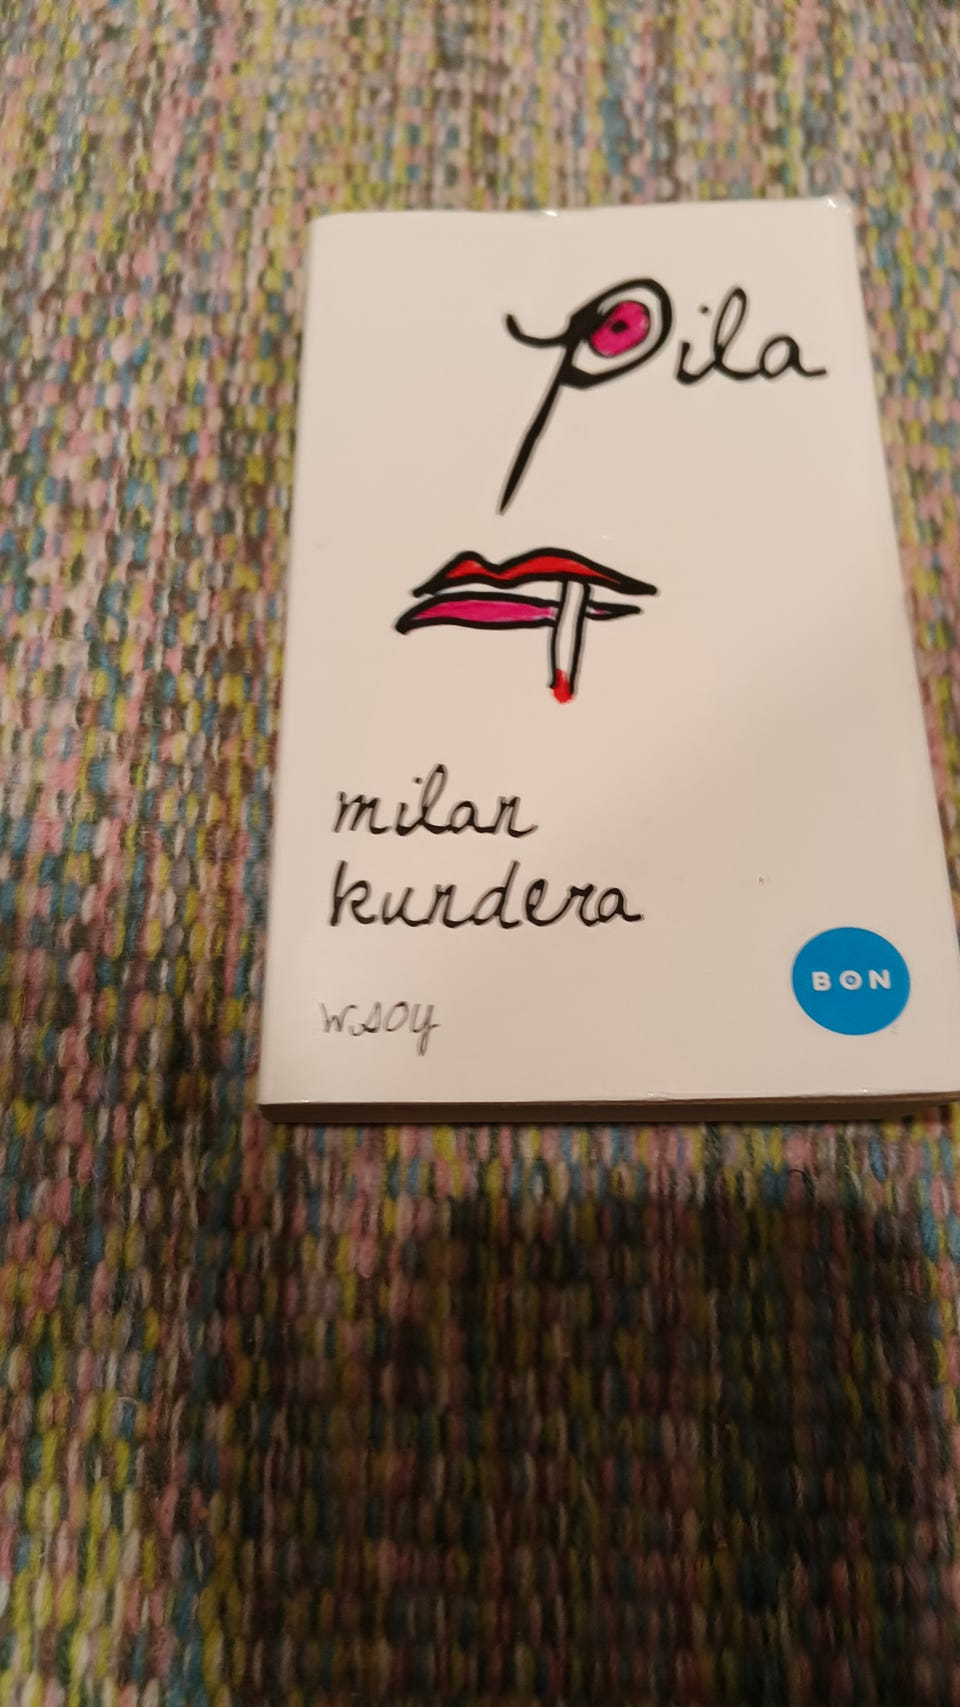 pila
milan
kundera
wsoy
BON